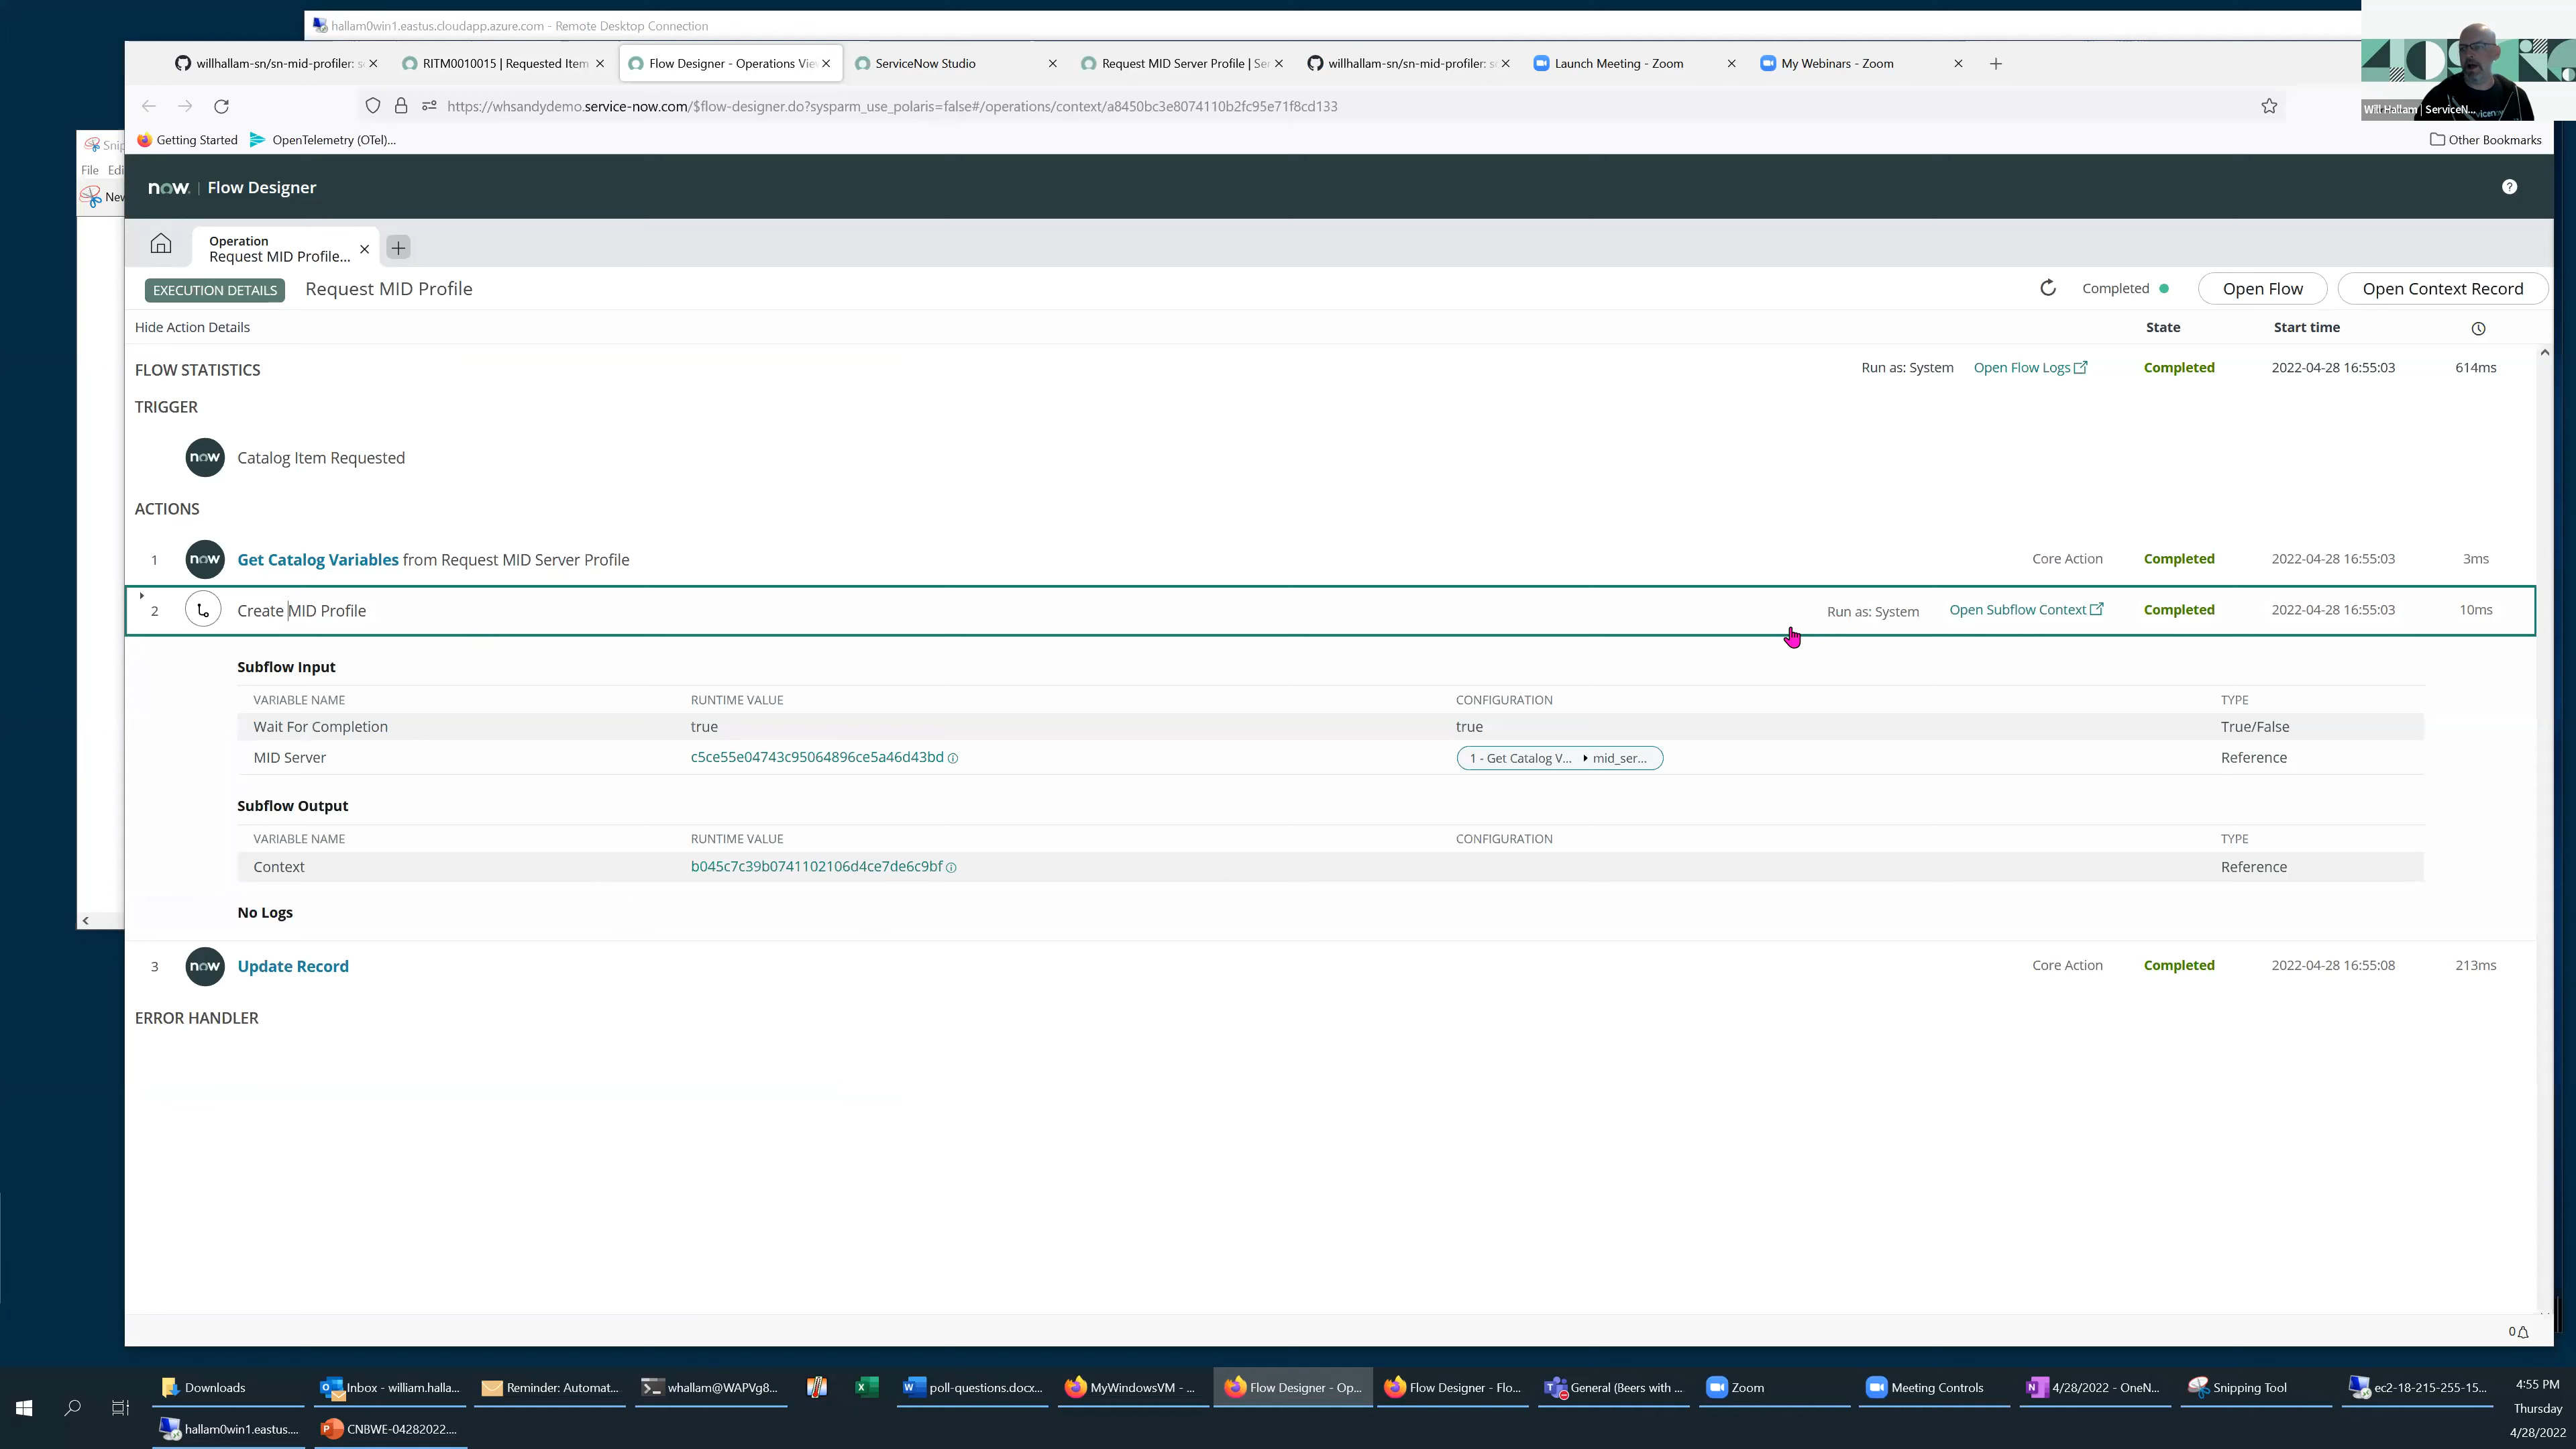 hallam0win1.eastus.cloudapp.azure.com - Remote Desktop Connection
willhallam-sn/sn-mid-profiler: s
RITM0010015 | Requested Item
Flow Designer - Operations Vie
ServiceNow Studio
Request MID Server Profile | Se
willhallam-sn/sn-mid-profiler: s
Launch Meeting - Zoom
My Webinars - Zoom
https://whsandydemo.service-now.com/$flow-designer.do?sysparm_use_polaris=false#/operations/context/a8450bc3e8074110b2fc95e71f8cd133
Will Hallam | ServiceN...
Getting Started
OpenTelemetry (OTel)...
Other Bookmarks
Snip
File Edi
New
now | Flow Designer
Operation
Request MID Profile...
EXECUTION DETAILS
Request MID Profile
Completed
Open Flow
Open Context Record
Hide Action Details
State
Start time
FLOW STATISTICS
Run as: System
Open Flow Logs
Completed
2022-04-28 16:55:03
614ms
TRIGGER
now
Catalog Item Requested
ACTIONS
1
now
Get Catalog Variables from Request MID Server Profile
Core Action
Completed
2022-04-28 16:55:03
3ms
2
Create MID Profile
Run as: System
Open Subflow Context
Completed
2022-04-28 16:55:03
10ms
Subflow Input
VARIABLE NAME
RUNTIME VALUE
CONFIGURATION
TYPE
Wait For Completion
true
true
True/False
MID Server
c5ce55e04743c95064896ce5a46d43bd
1 - Get Catalog V... mid_ser...
Reference
Subflow Output
VARIABLE NAME
RUNTIME VALUE
CONFIGURATION
TYPE
Context
b045c7c39b0741102106d4ce7de6c9bf
Reference
No Logs
3
now
Update Record
Core Action
Completed
2022-04-28 16:55:08
213ms
ERROR HANDLER
0
Downloads
Inbox - william.halla...
Reminder: Automat...
whallam@WAPVg8...
poll-questions.docx...
MyWindowsVM - ...
Flow Designer - Op...
Flow Designer - Flo...
General (Beers with ...
Zoom
Meeting Controls
4/28/2022 - OneN...
Snipping Tool
ec2-18-215-255-15...
4:55 PM
Thursday
4/28/2022
hallam0win1.eastus....
CNBWE-04282022....